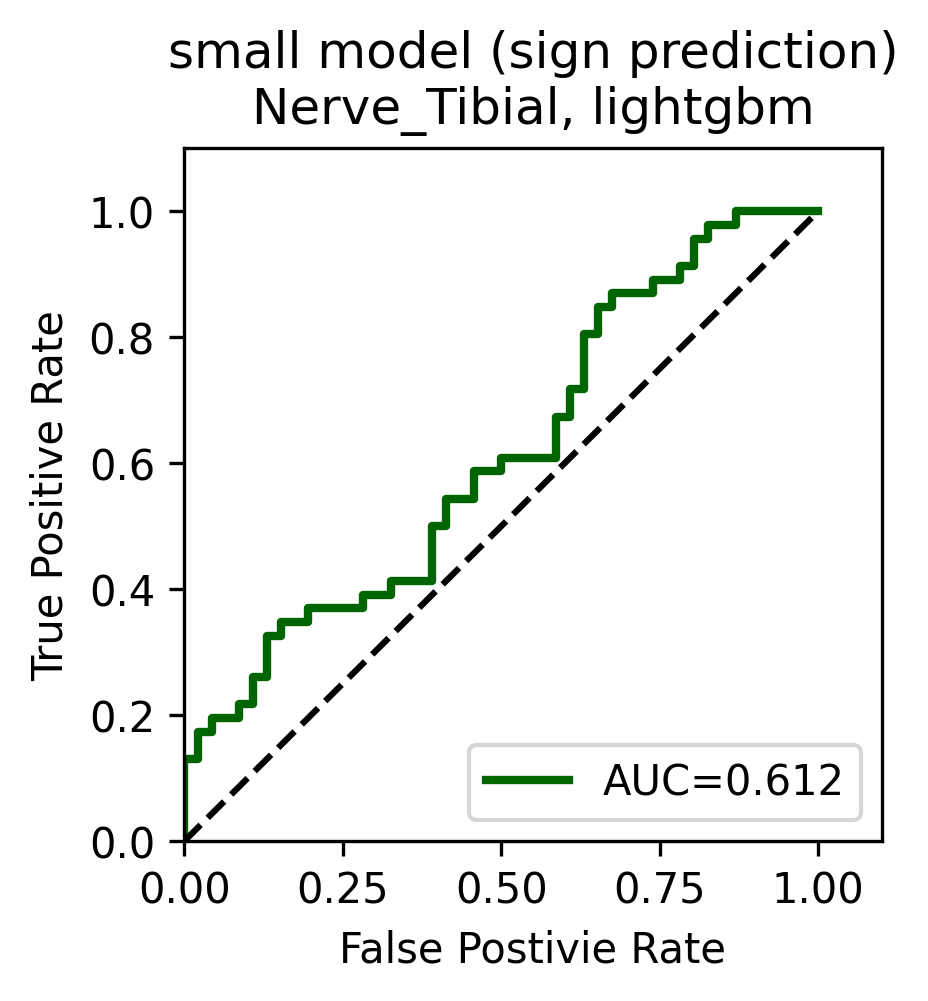 small model (sign prediction)
Nerve_Tibial, lightgbm
True Positive Rate
1.0
0.8
0.6
0.4
0.2
0.0
AUC=0.612
0.00 0.25 0.50 0.75 1.00
False Postivie Rate